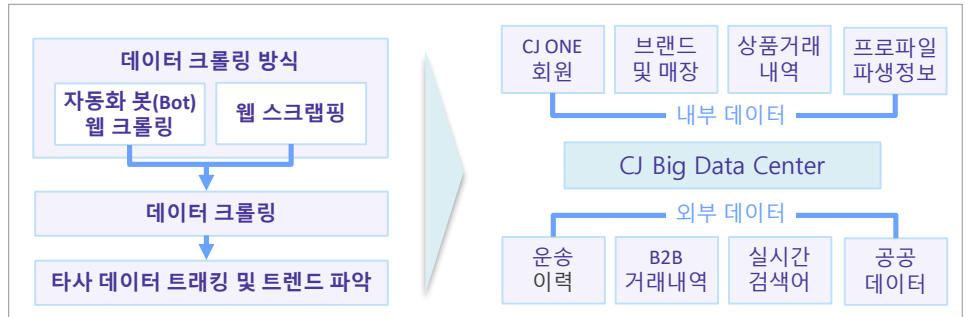 데이터 크롤링 방식
자동화 봇(Bot)
웹 크롤링
웹 스크랩핑
데이터 크롤링
타사 데이터 트래킹 및 트렌드 파악
CJ ONE
회원
브랜드
및 매장
상품거래
내역
프로파일
파생정보
내부 데이터
CJ Big Data Center
외부 데이터
운송
이력
B2B
거래내역
실시간
검색어
공공
데이터